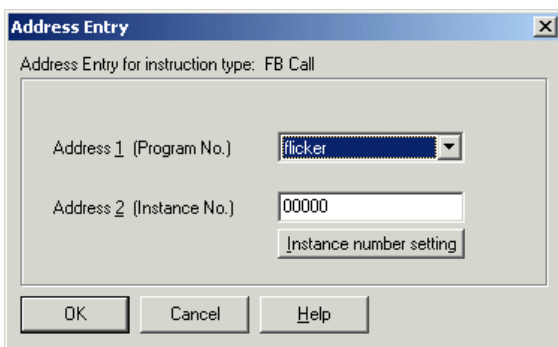 Address Entry
Address Entry for instruction type: FB Call
Address 1 (Program No.) flicker
Address 2 (Instance No.) 00000
Instance number setting
OK Cancel Help